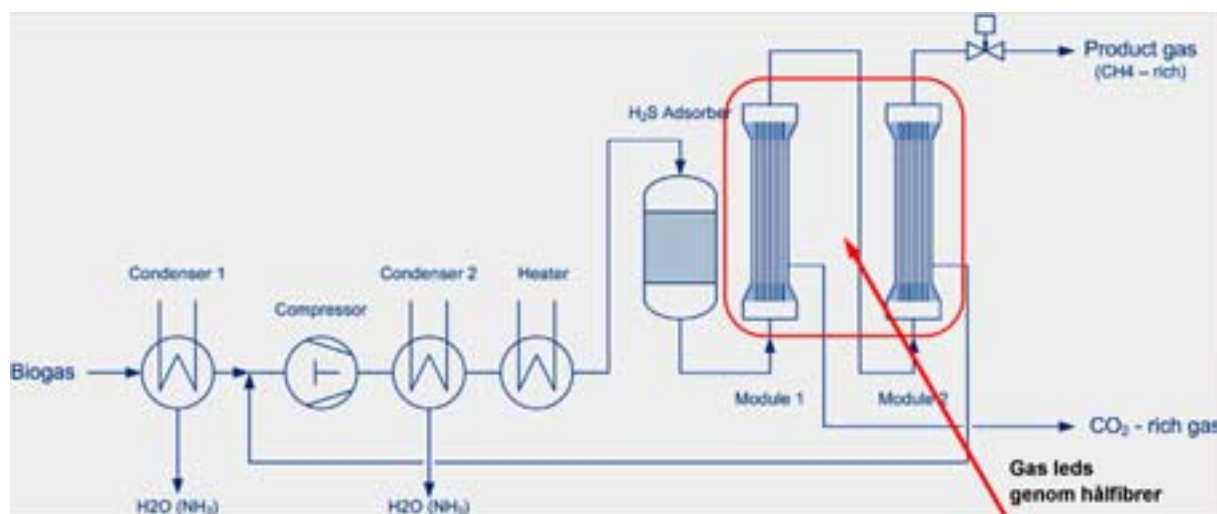 Product gas
(CH4 – rich)
H₂S Adsorber
Condenser 1
Condenser 2
Heater
Compressor
Biogas
Module 1
Module 2
CO₂ - rich gas
Gas leds
genom hålfibrer
H2O (NH₃)
H2O (NH₃)